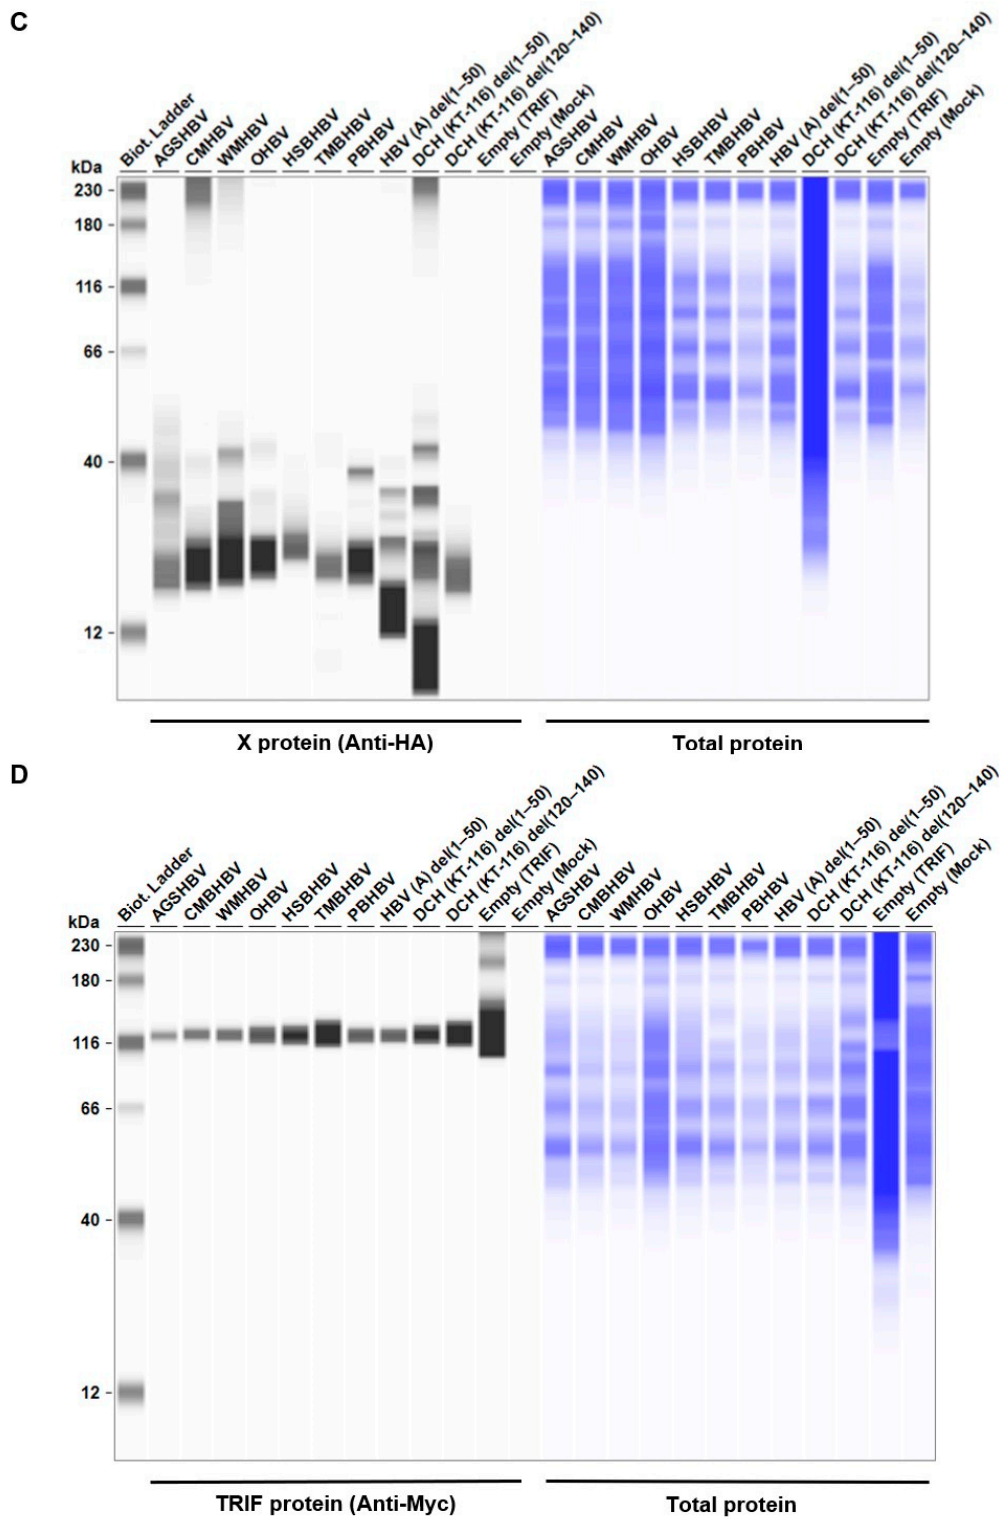 C
Biot. Ladder
AGSHBV
CMHBV
WMHBV
OHBV
HSBHBV
TMBHBV
PBHBV
HBV (A) del(1–50)
DCH (KT-116) del(1–50)
DCH (KT-116) del(120–140)
Empty (TRIF)
Empty (Mock)
AGSHBV
CMHBV
WMHBV
OHBV
HSBHBV
TMBHBV
PBHBV
HBV (A) del(1–50)
DCH (KT-116) del(1–50)
DCH (KT-116) del(120–140)
Empty (TRIF)
Empty (Mock)
kDa
230
180
116
66
40
12
X protein (Anti-HA)
Total protein
D
Biot. Ladder
AGSHBV
CMBHBV
WMHBV
OHBV
HSBHBV
TMBHBV
PBHBV
HBV (A) del(1–50)
DCH (KT-116) del(1–50)
DCH (KT-116) del(120–140)
Empty (TRIF)
Empty (Mock)
AGSHBV
CMBHBV
WMHBV
OHBV
HSBHBV
TMBHBV
PBHBV
HBV (A) del(1–50)
DCH (KT-116) del(1–50)
DCH (KT-116) del(120–140)
Empty (TRIF)
Empty (Mock)
kDa
230
180
116
66
40
12
TRIF protein (Anti-Myc)
Total protein